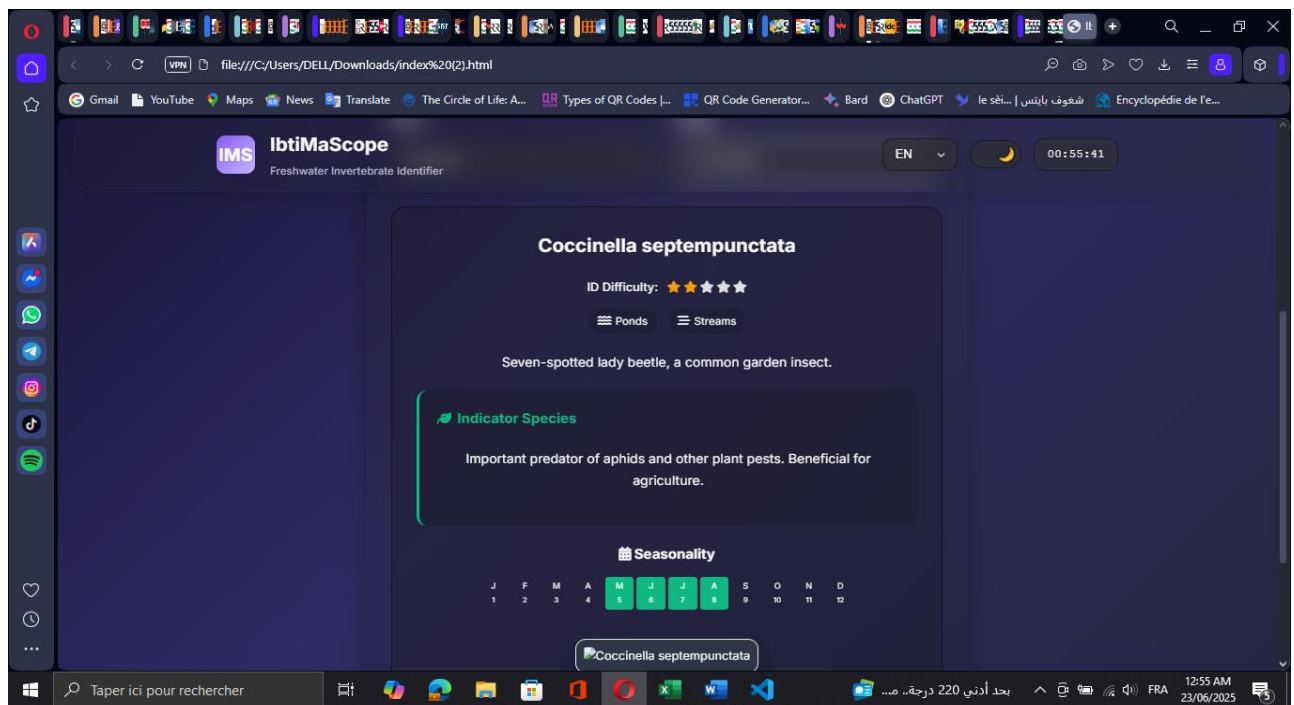 VPN file:///C:/Users/DELL/Downloads/index%20(2).html
Gmail YouTube Maps News Translate The Circle of Life: A... Types of QR Codes |... QR Code Generator... Bard ChatGPT le sèi... | شغوف بايتس Encyclopédie de l'e...
IMS IbtiMaScope
Freshwater Invertebrate Identifier
EN 00:55:41
Coccinella septempunctata
ID Difficulty:
Ponds Streams
Seven-spotted lady beetle, a common garden insect.
Indicator Species
Important predator of aphids and other plant pests. Beneficial for
agriculture.
Seasonality
J F M A M J J A S O N D
1 2 3 4 5 6 7 8 9 10 11 12
Coccinella septempunctata
Taper ici pour rechercher
بحد أدني 220 درجة.. مـ...
FRA
12:55 AM
23/06/2025
5